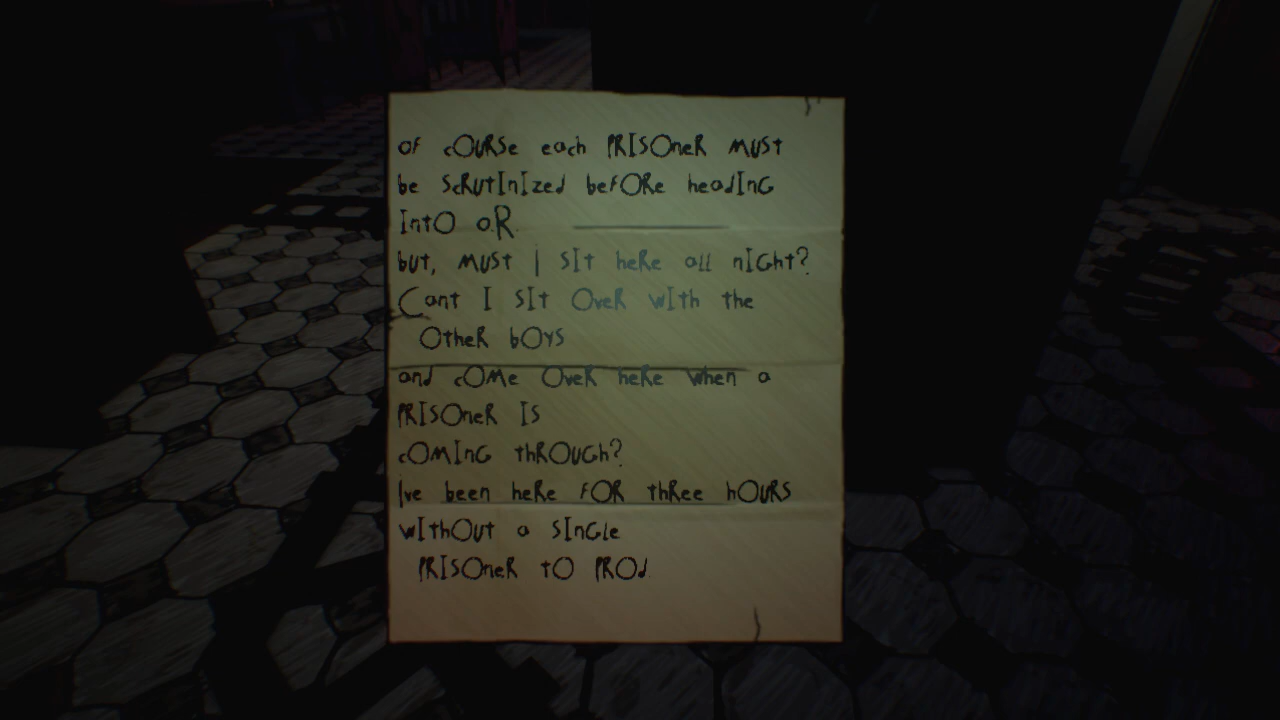 oF cOURSe each PRISOneR MUST
be ScRUtInIzed beFORe headInG
IntO o.R.
bUt, MUSt I SIt heRe all nIGht?
Cant I SIt OveR wIth the
OtheR bOYS
and cOMe OveR heRe when a
PRISOneR IS
cOMInG thROUGh?
Ive been heRe FOR thRee hOURS
wIthOUt a SInGle
PRISOneR tO PROd